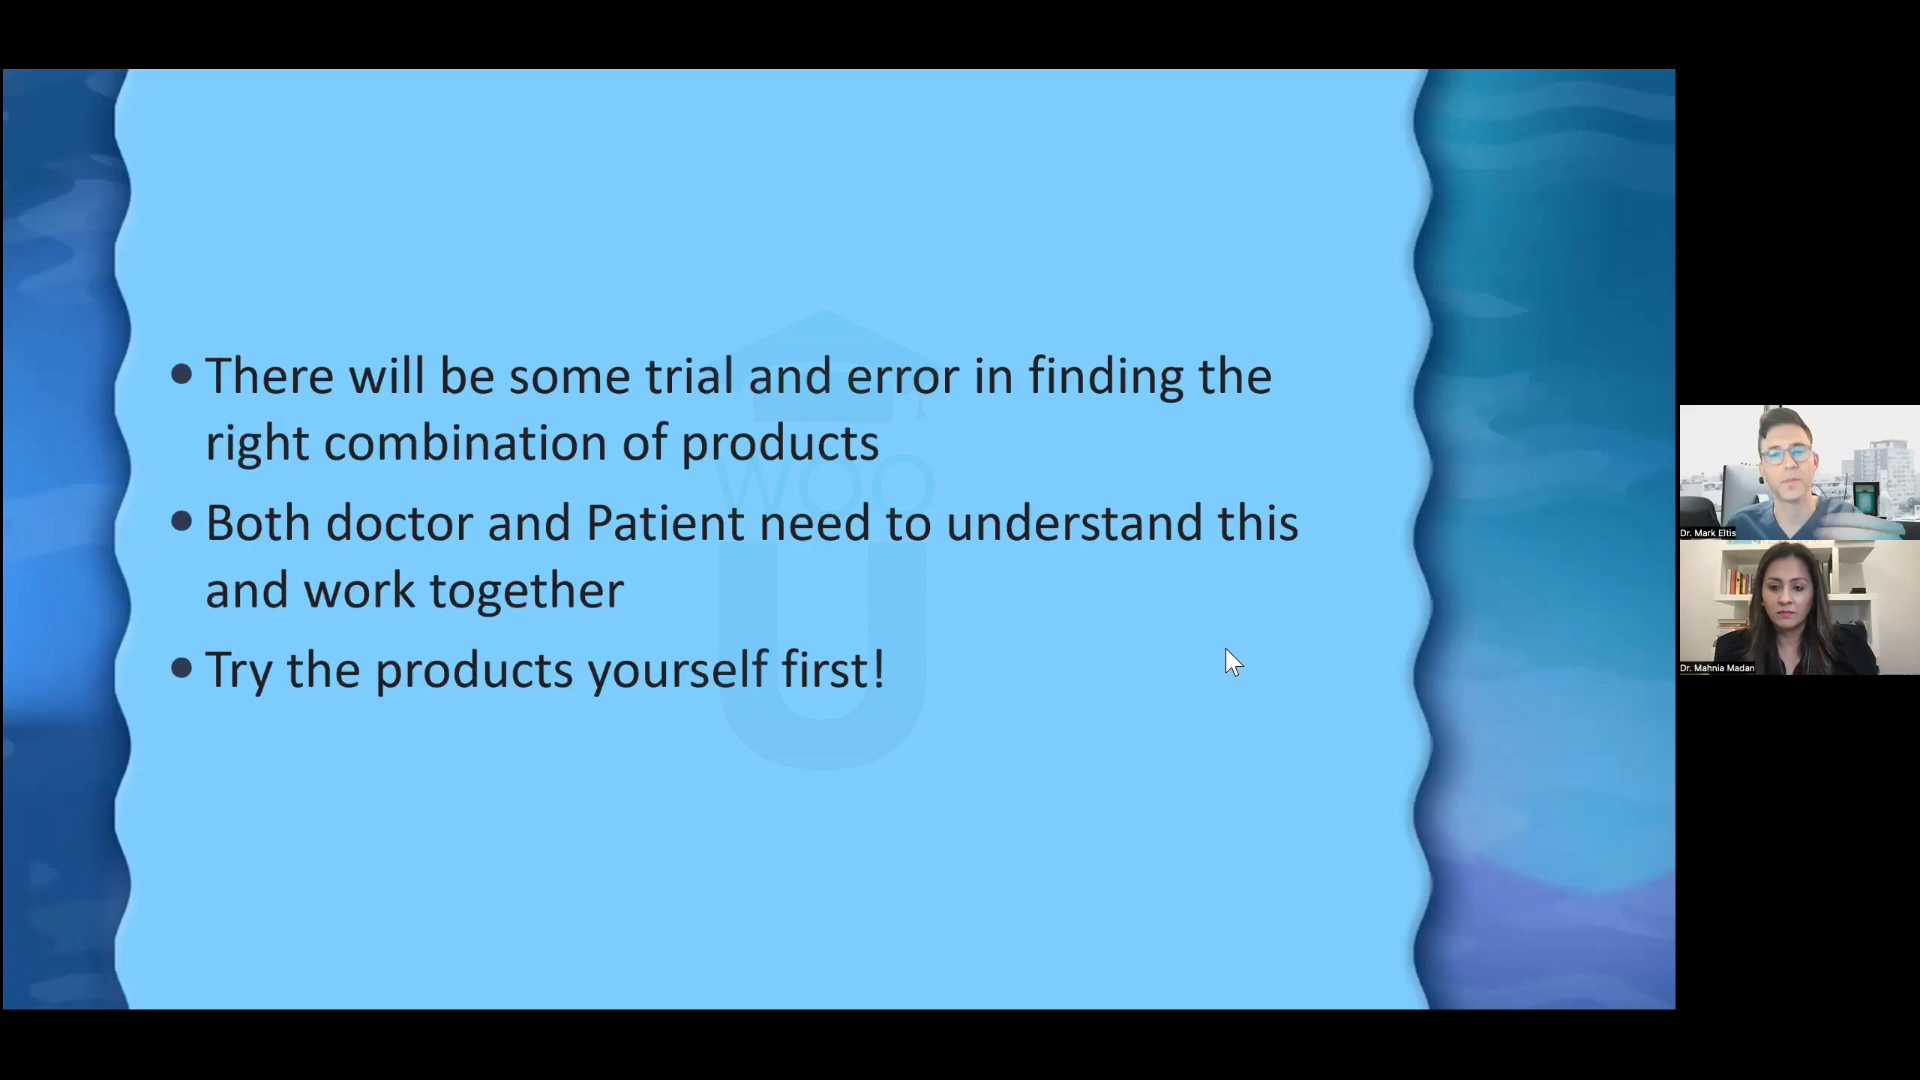 • There will be some trial and error in finding the
right combination of products
• Both doctor and Patient need to understand this
and work together
• Try the products yourself first!
WOO
U
Dr. Mark Eltis
Dr. Mahnia Madan